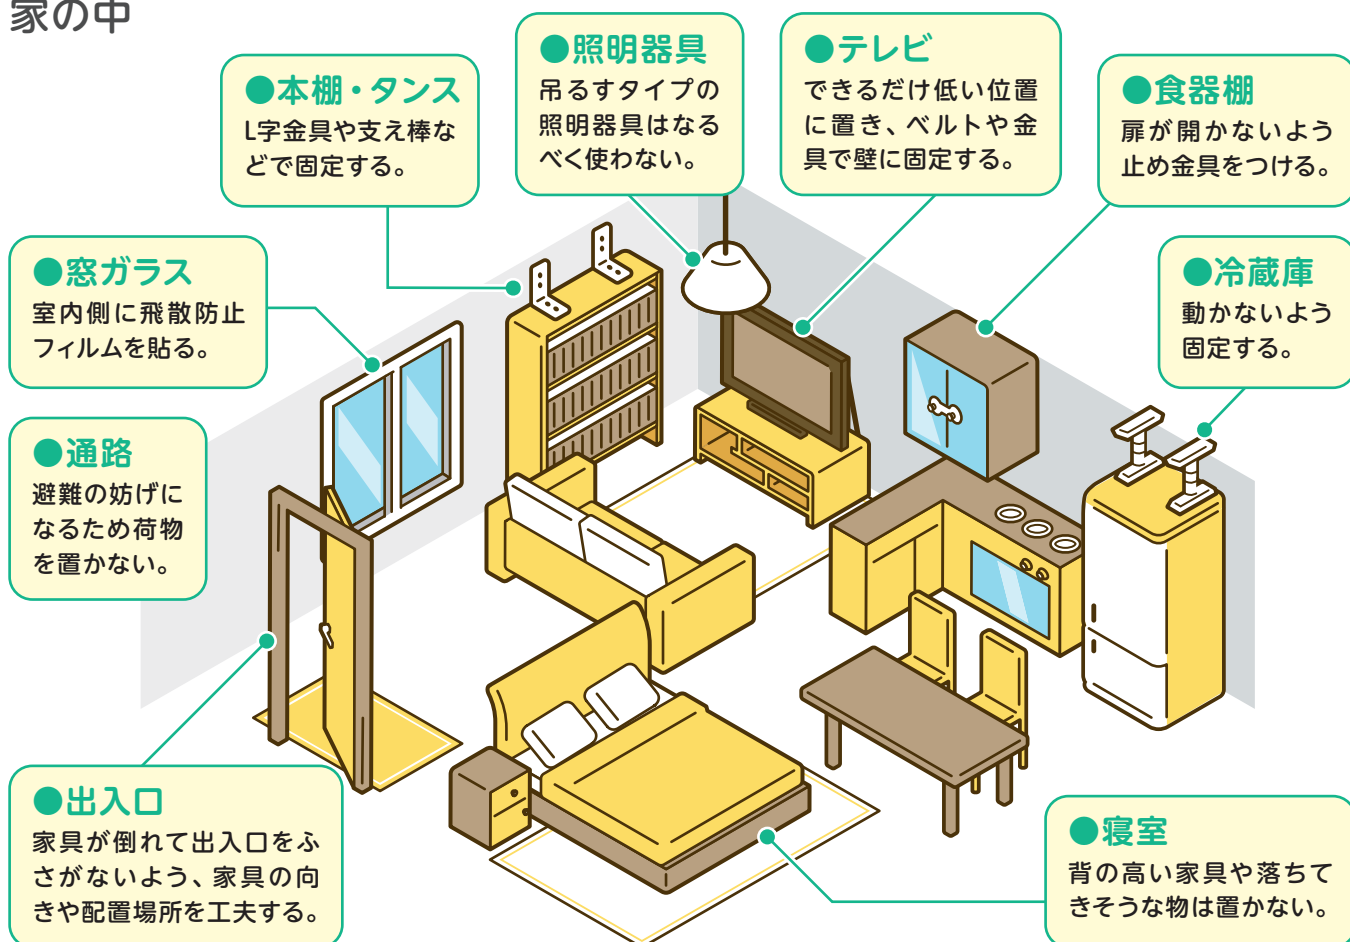 家の中
●本棚・タンス
L字金具や支え棒な
どで固定する。
●照明器具
吊るすタイプの
照明器具はなる
べく使わない。
●テレビ
できるだけ低い位置
に置き、ベルトや金
具で壁に固定する。
●食器棚
扉が開かないよう
止め金具をつける。
●窓ガラス
室内側に飛散防止
フィルムを貼る。
●冷蔵庫
動かないよう
固定する。
●通路
避難の妨げに
なるため荷物
を置かない。
●出入口
家具が倒れて出入口をふ
さがないよう、家具の向
きや配置場所を工夫する。
●寝室
背の高い家具や落ちて
きそうな物は置かない。